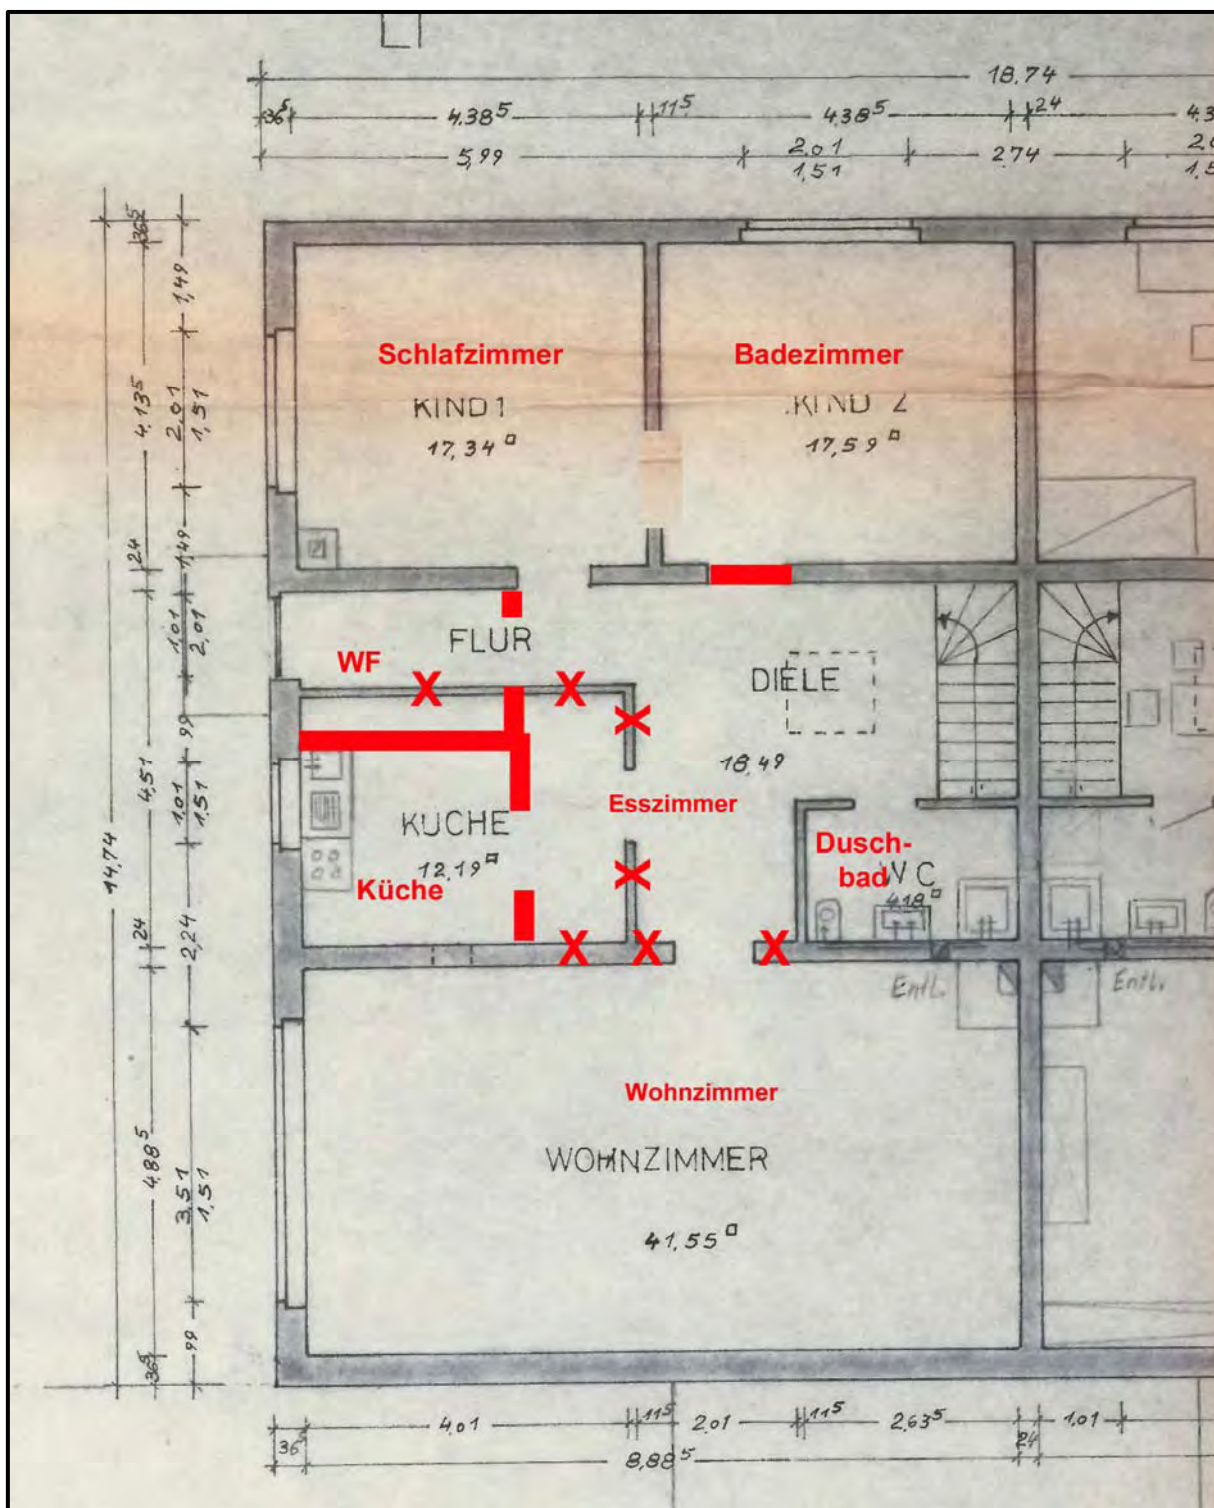 18.74
36⁵ 4.38⁵ 11⁵ 4.38⁵ 24
5,99 2.01 2.74
1,51
36⁵
1,49
Schlafzimmer
KIND 1
17,34
Badezimmer
KIND 2
17,59
4.13⁵
2.01
1,51
24
1,49
1,01
2,01
FLUR
WF
DIELE
18,49
99
4,51
1,01
1,51
KÜCHE
12,19
Küche
Esszimmer
Dusch-
bad
WC
4.18
14,74
24
2,24
Entl.
Entl.
Wohnzimmer
WOHNZIMMER
41,55
4.88⁵
3,51
1,51
99
36⁵
36⁵ 4,01 11⁵ 2.01 11⁵ 2.63⁵ 24 1,01
8,88⁵